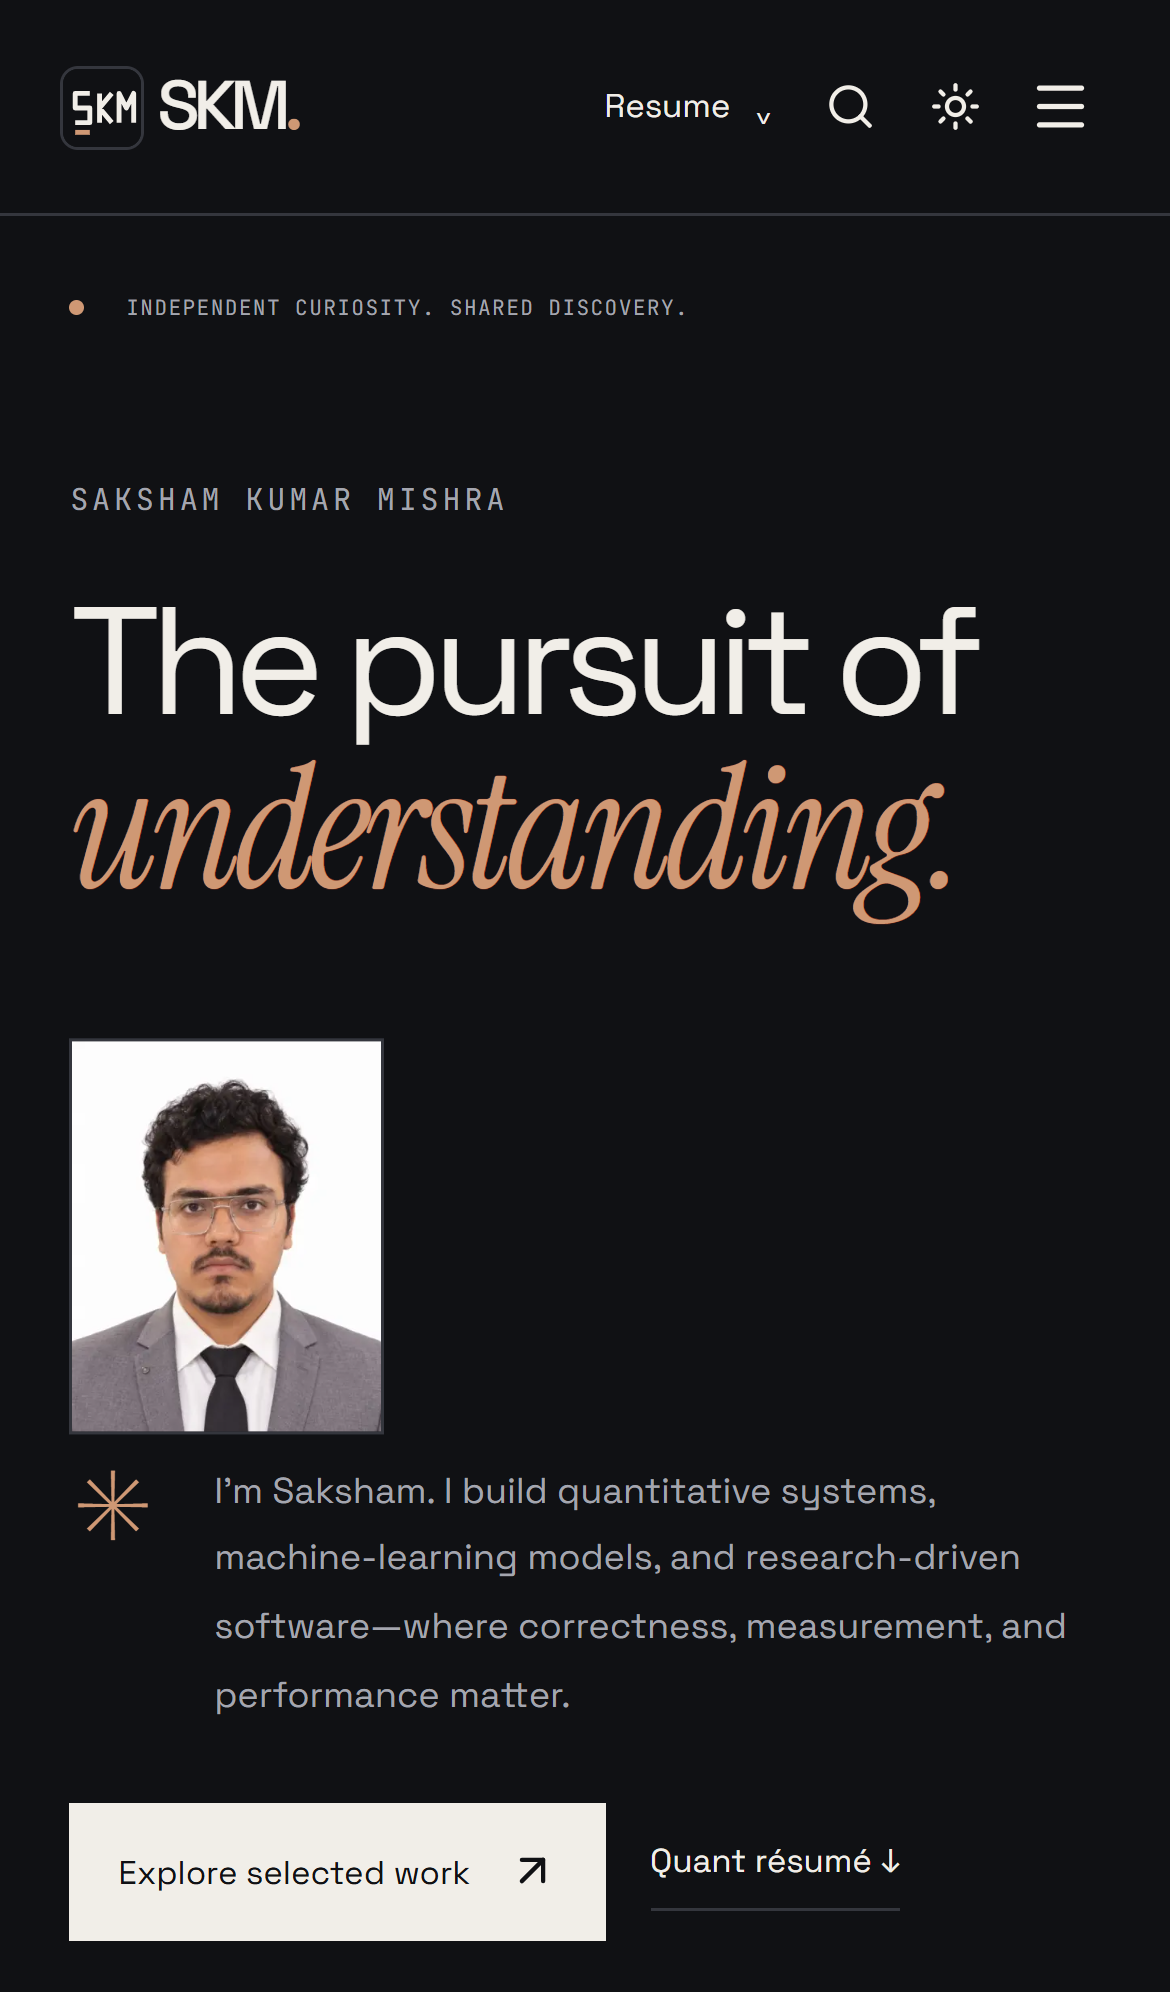 SKM SKM.
Resume
INDEPENDENT CURIOSITY. SHARED DISCOVERY.
SAKSHAM KUMAR MISHRA
The pursuit of
understanding.
I’m Saksham. I build quantitative systems,
machine-learning models, and research-driven
software—where correctness, measurement, and
performance matter.
Explore selected work ↗
Quant résumé ↓